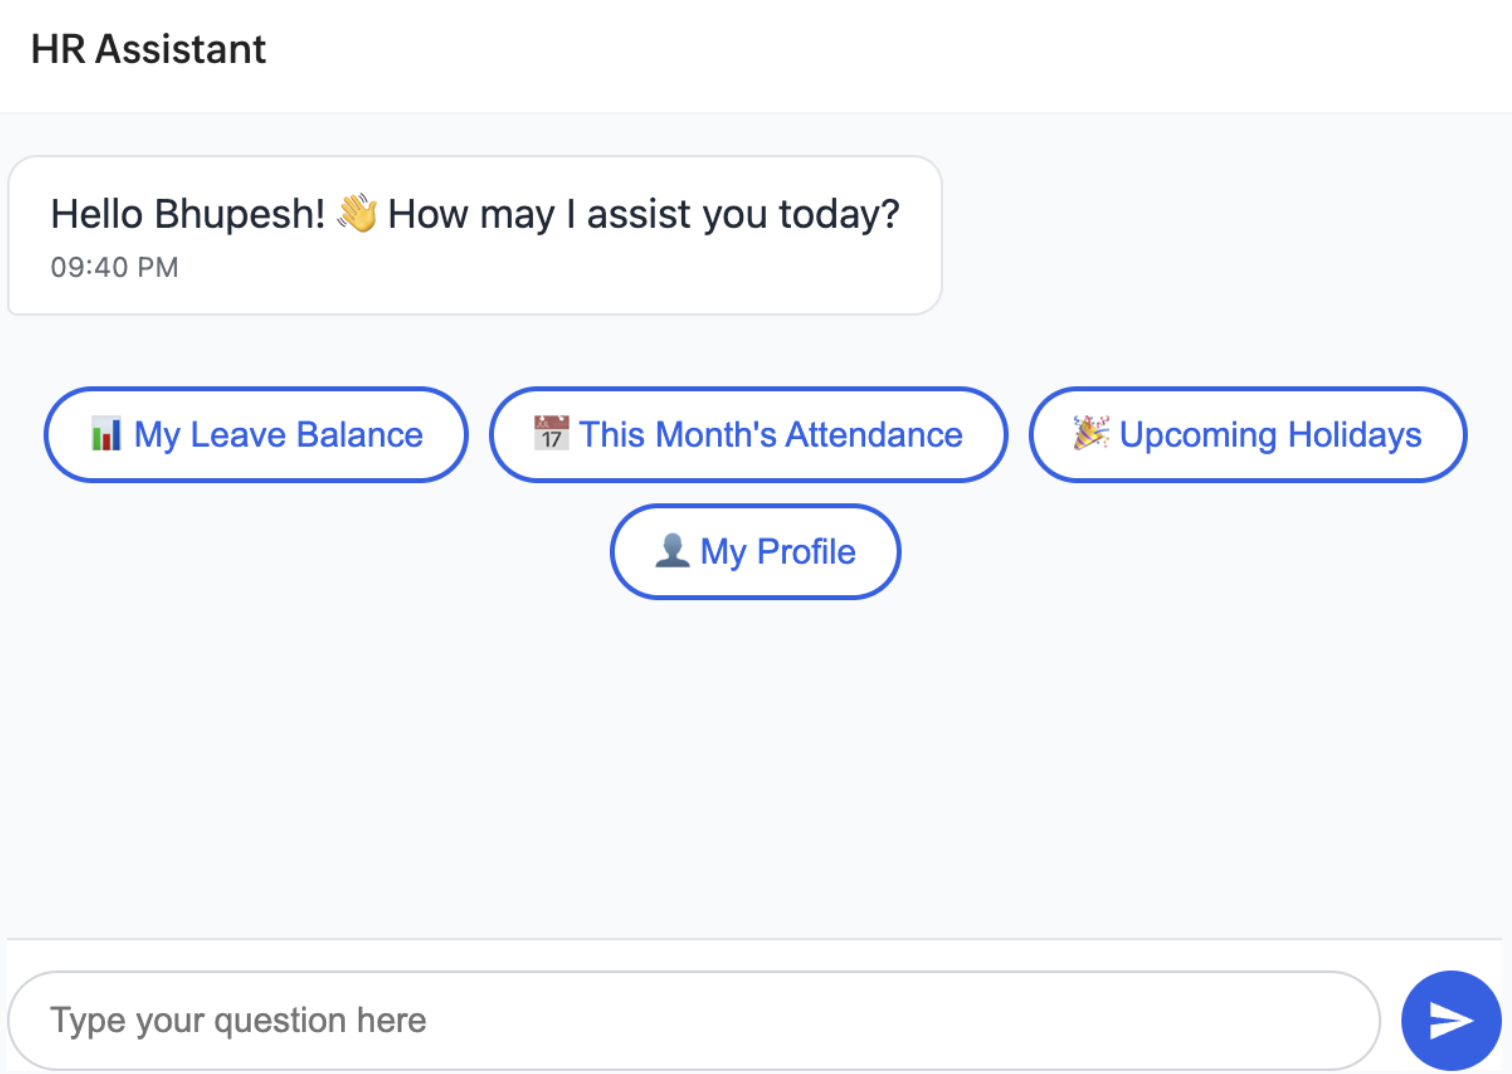 HR Assistant
Hello Bhupesh! 👋 How may I assist you today?
09:40 PM
📊 My Leave Balance
📅 This Month's Attendance
🎉 Upcoming Holidays
👤 My Profile
Type your question here